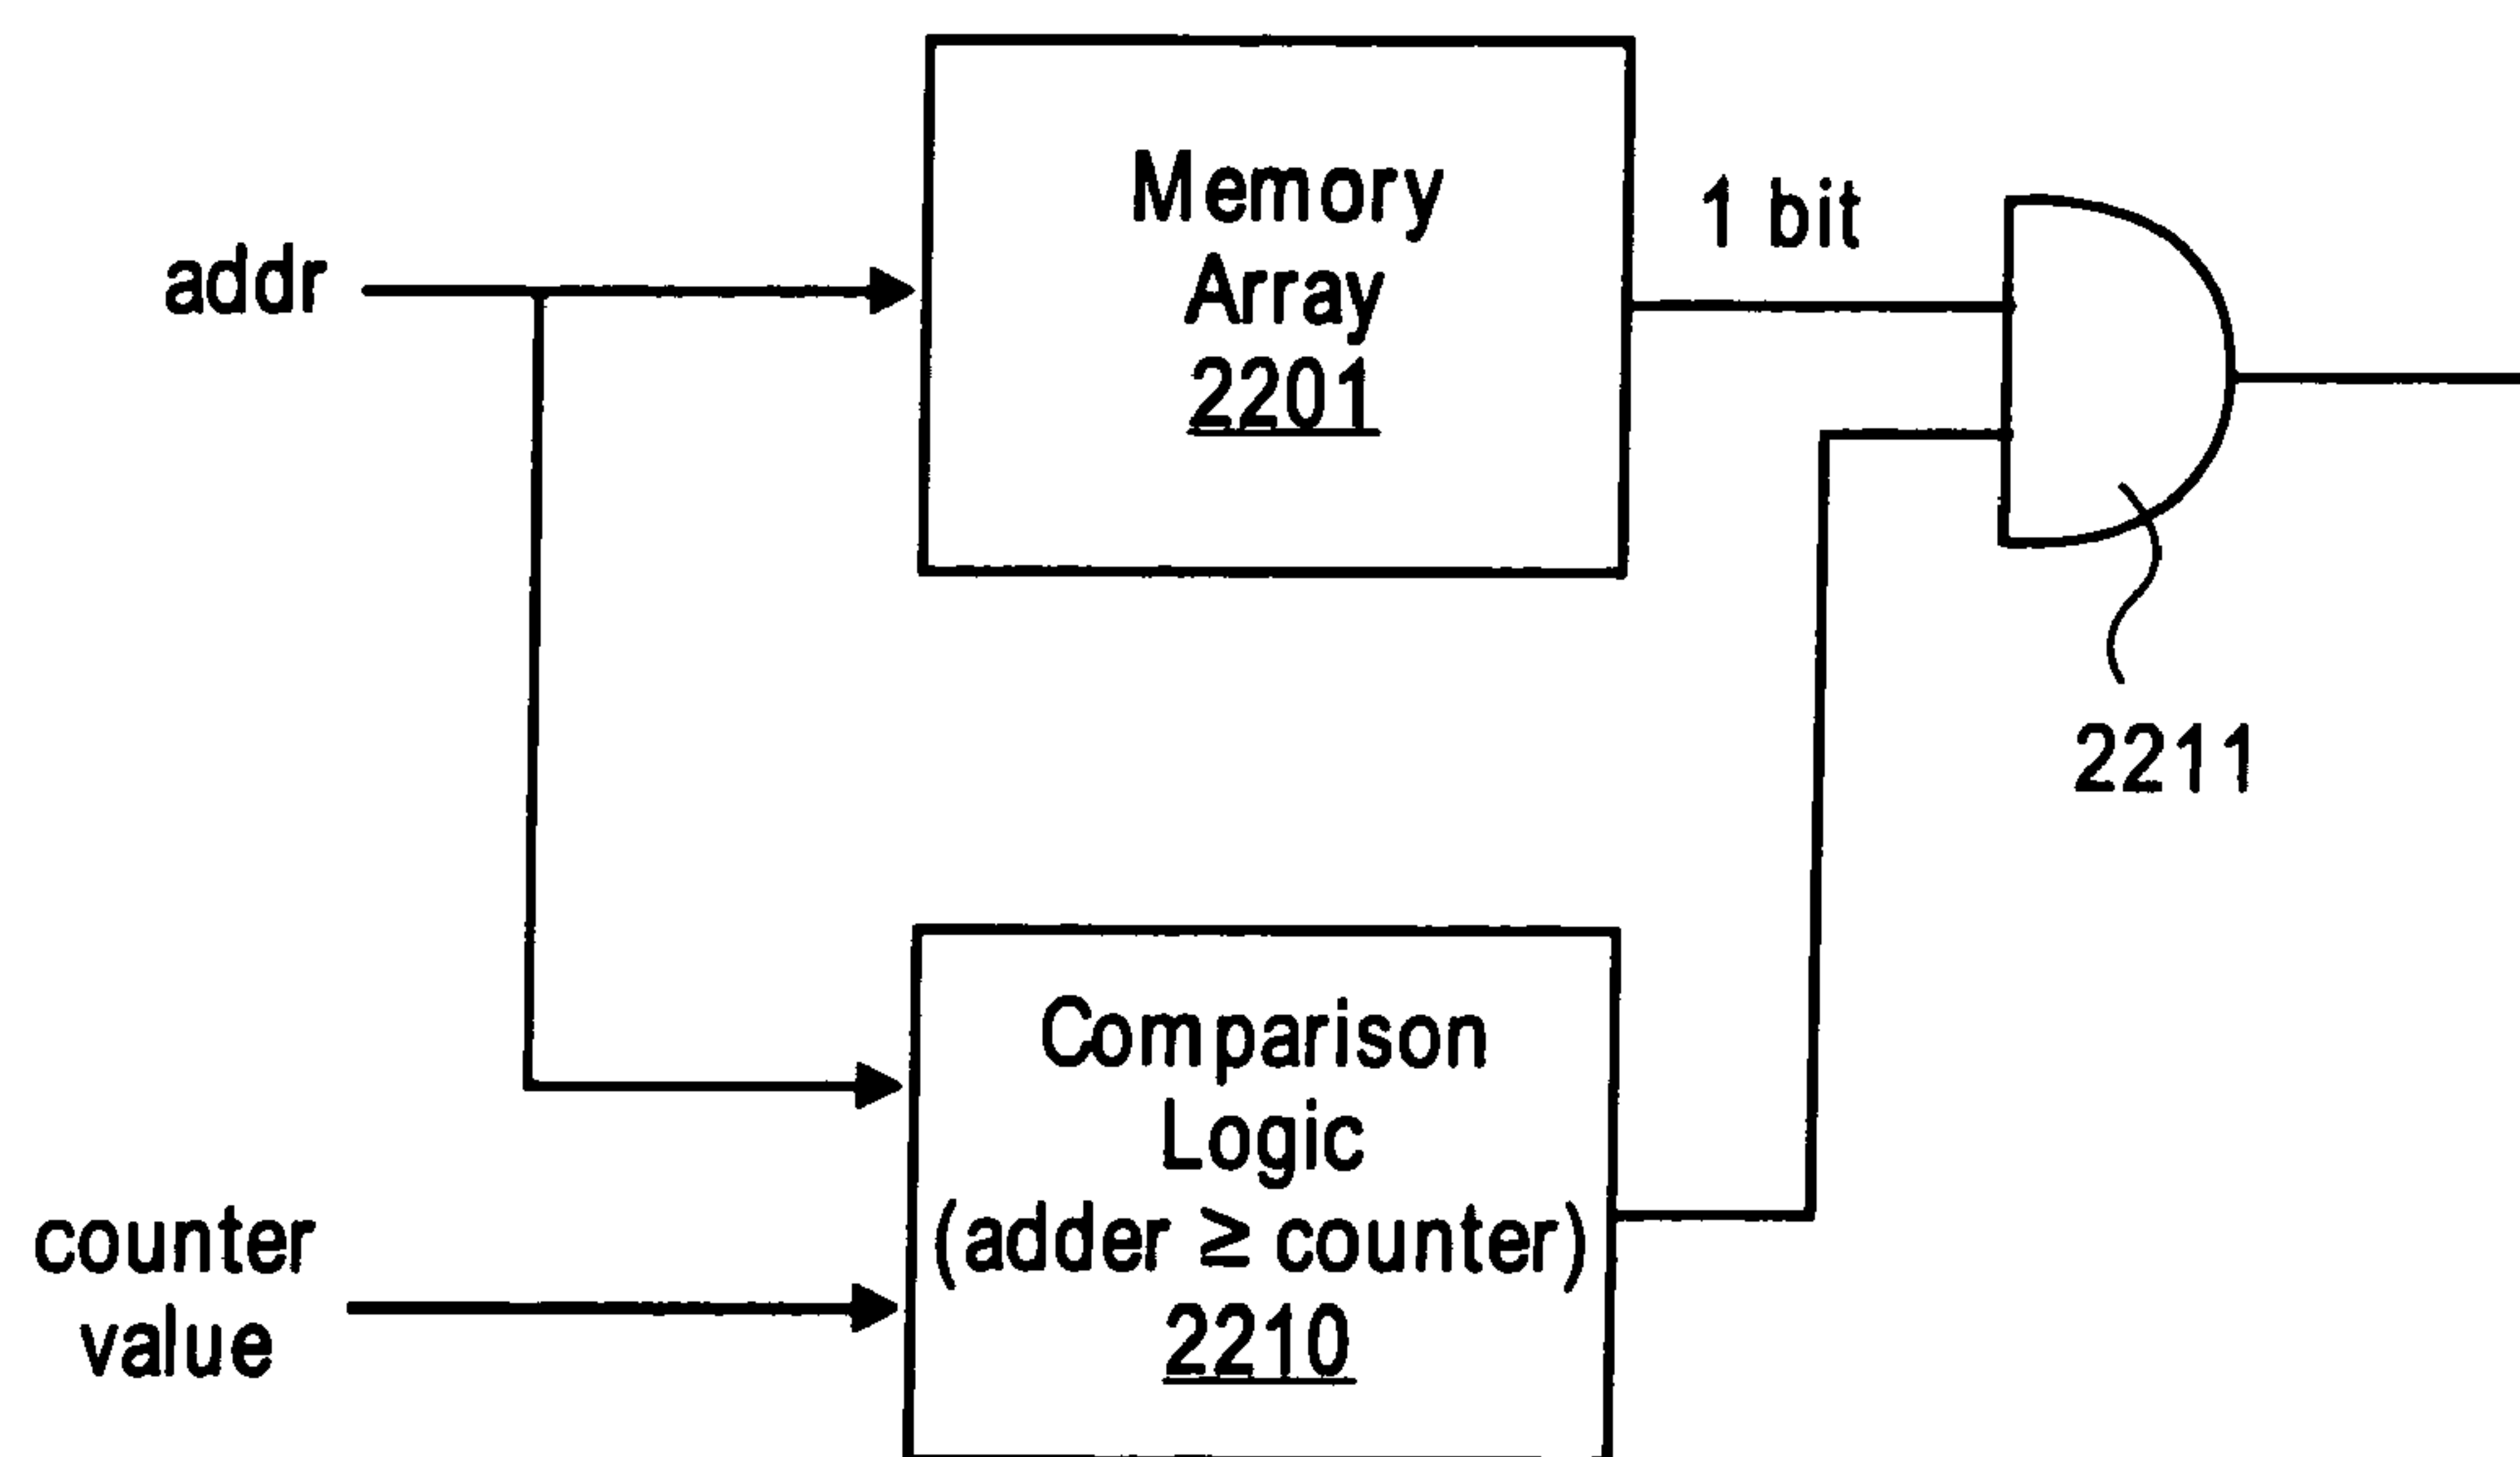 addr
Memory
Array
2201
1 bit
2211
Comparison
Logic
(adder ≥ counter)
2210
counter
value